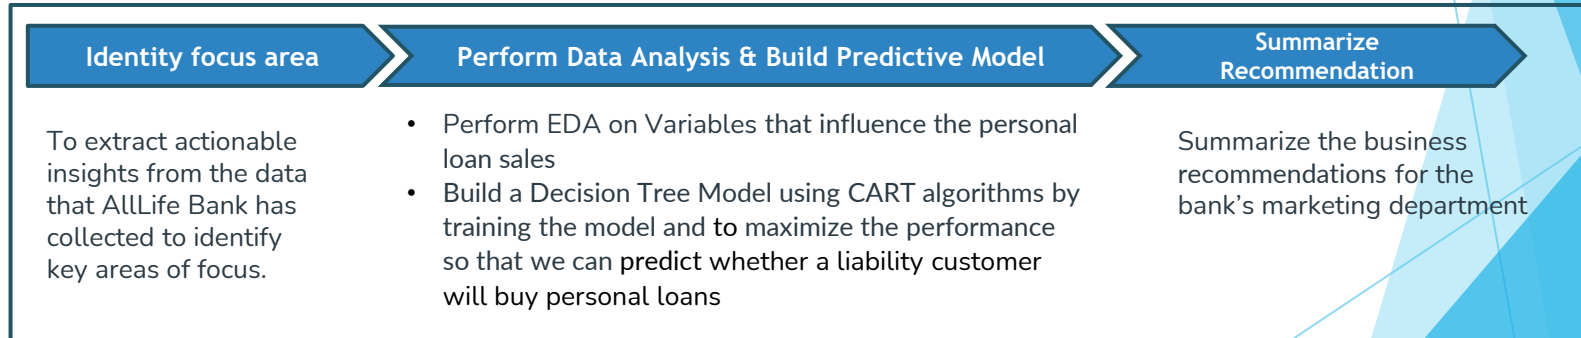 Identity focus area
Perform Data Analysis & Build Predictive Model
Summarize
Recommendation
To extract actionable
insights from the data
that AllLife Bank has
collected to identify
key areas of focus.
• Perform EDA on Variables that influence the personal
loan sales
• Build a Decision Tree Model using CART algorithms by
training the model and to maximize the performance
so that we can predict whether a liability customer
will buy personal loans
Summarize the business
recommendations for the
bank's marketing department